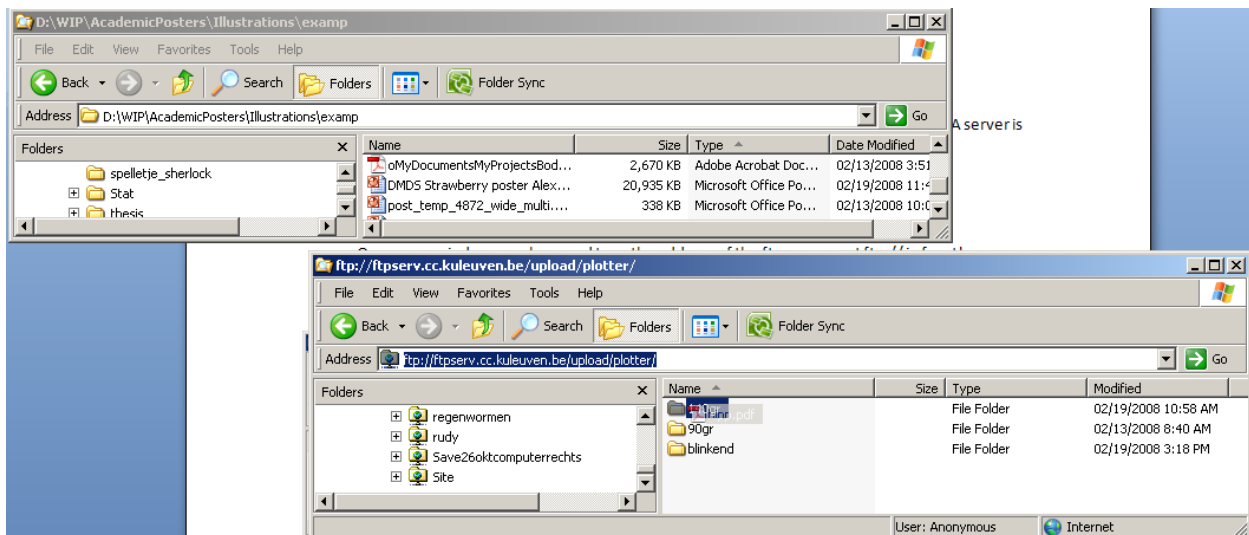 D:\WIP\AcademicPosters\Illustrations\examp
File Edit View Favorites Tools Help
Back Search Folders Folder Sync
Address D:\WIP\AcademicPosters\Illustrations\examp Go
A server is
Folders
spelletje_sherlock
Stat
thesis
Name Size Type Date Modified
oMyDocumentsMyProjectsBod... 2,670 KB Adobe Acrobat Doc... 02/13/2008 3:51
DMDS Strawberry poster Alex... 20,935 KB Microsoft Office Po... 02/19/2008 11:4
post_temp_4872_wide_multi.... 338 KB Microsoft Office Po... 02/13/2008 10:0
ftp://ftpserv.cc.kuleuven.be/upload/plotter/
File Edit View Favorites Tools Help
Back Search Folders Folder Sync
Address ftp://ftpserv.cc.kuleuven.be/upload/plotter/ Go
Folders
regenwormen
rudy
Save26oktcomputerrechts
Site
Name Size Type Modified
File Folder 02/19/2008 10:58 AM
90gr File Folder 02/13/2008 8:40 AM
blinkend File Folder 02/19/2008 3:18 PM
User: Anonymous Internet